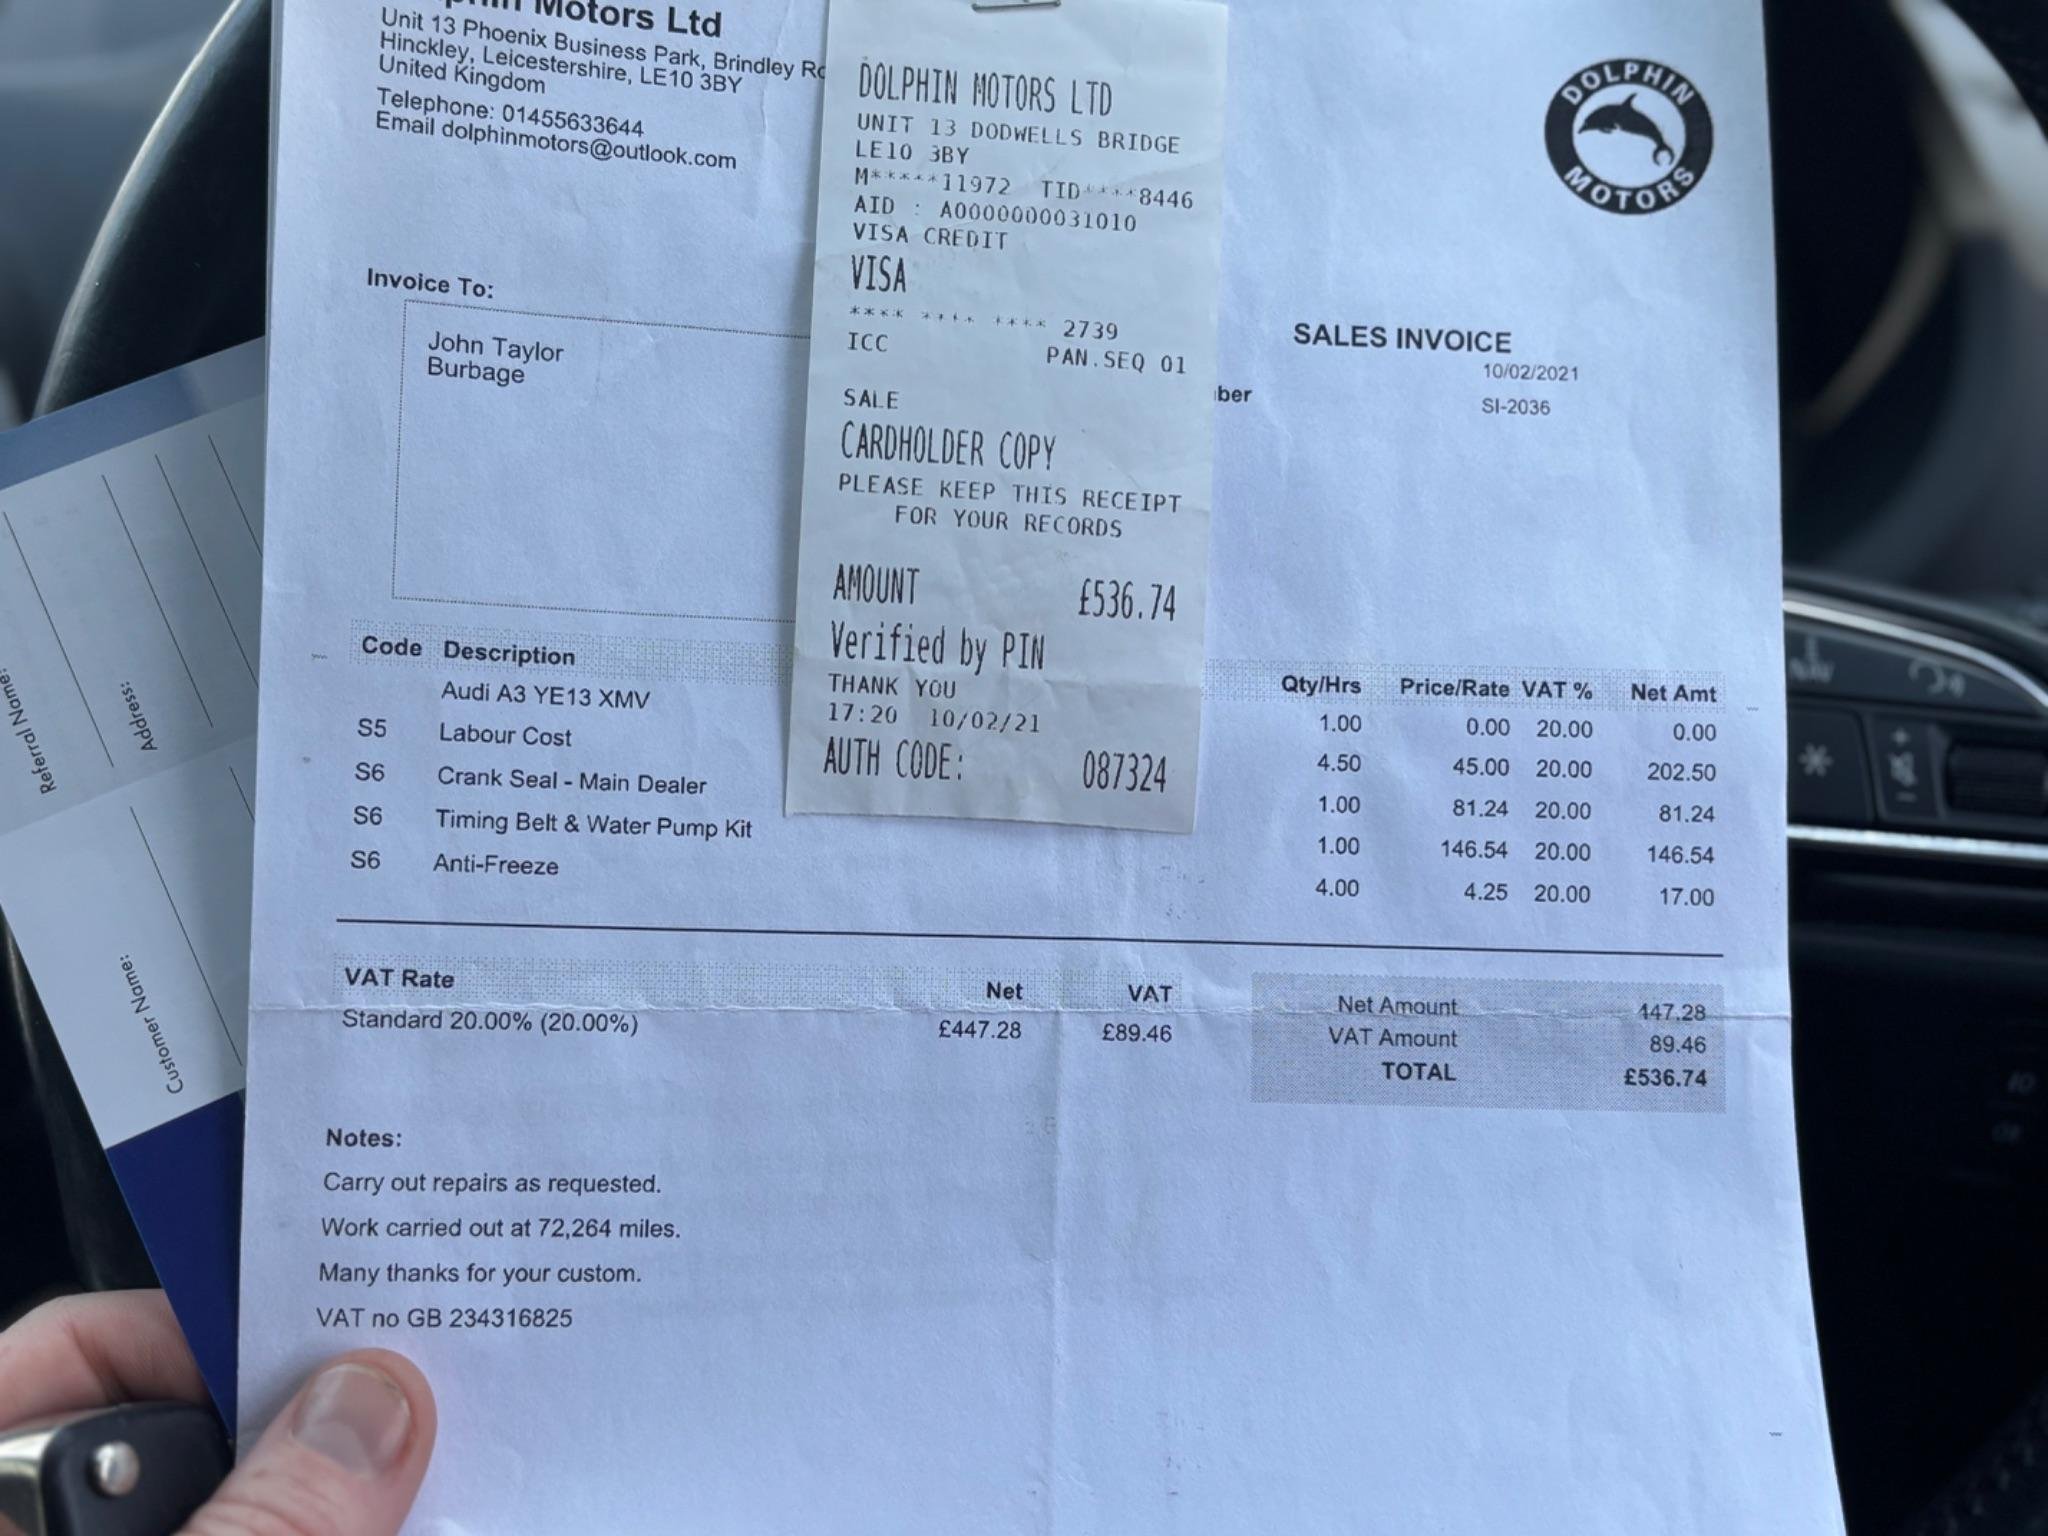 Motors Ltd
Unit 13 Phoenix Business Park, Brindley
Hinckley, Leicestershire, LE10 3BY
United Kingdom
Telephone: 01455633644
Email dolphinmotors@outlook.com
DOLPHIN MOTORS
Invoice To:
John Taylor
Burbage
SALES INVOICE
10/02/2021
SI-2036
DOLPHIN MOTORS LTD
UNIT 13 DODWELLS BRIDGE
LE10 3BY
M*****11972 TID****8446
AID : A0000000031010
VISA CREDIT
VISA
**** **** **** 2739
ICC PAN.SEQ 01
SALE
CARDHOLDER COPY
PLEASE KEEP THIS RECEIPT
FOR YOUR RECORDS
AMOUNT £536.74
Verified by PIN
THANK YOU
17:20 10/02/21
AUTH CODE: 087324
Code Description Qty/Hrs Price/Rate VAT % Net Amt
Audi A3 YE13 XMV 1.00 0.00 20.00 0.00
S5 Labour Cost 4.50 45.00 20.00 202.50
S6 Crank Seal - Main Dealer 1.00 81.24 20.00 81.24
S6 Timing Belt & Water Pump Kit 1.00 146.54 20.00 146.54
S6 Anti-Freeze 4.00 4.25 20.00 17.00
VAT Rate Net VAT
Standard 20.00% (20.00%) £447.28 £89.46
Net Amount 447.28
VAT Amount 89.46
TOTAL £536.74
Notes:
Carry out repairs as requested.
Work carried out at 72,264 miles.
Many thanks for your custom.
VAT no GB 234316825
Referral Name:
Address:
Customer Name:
NAV